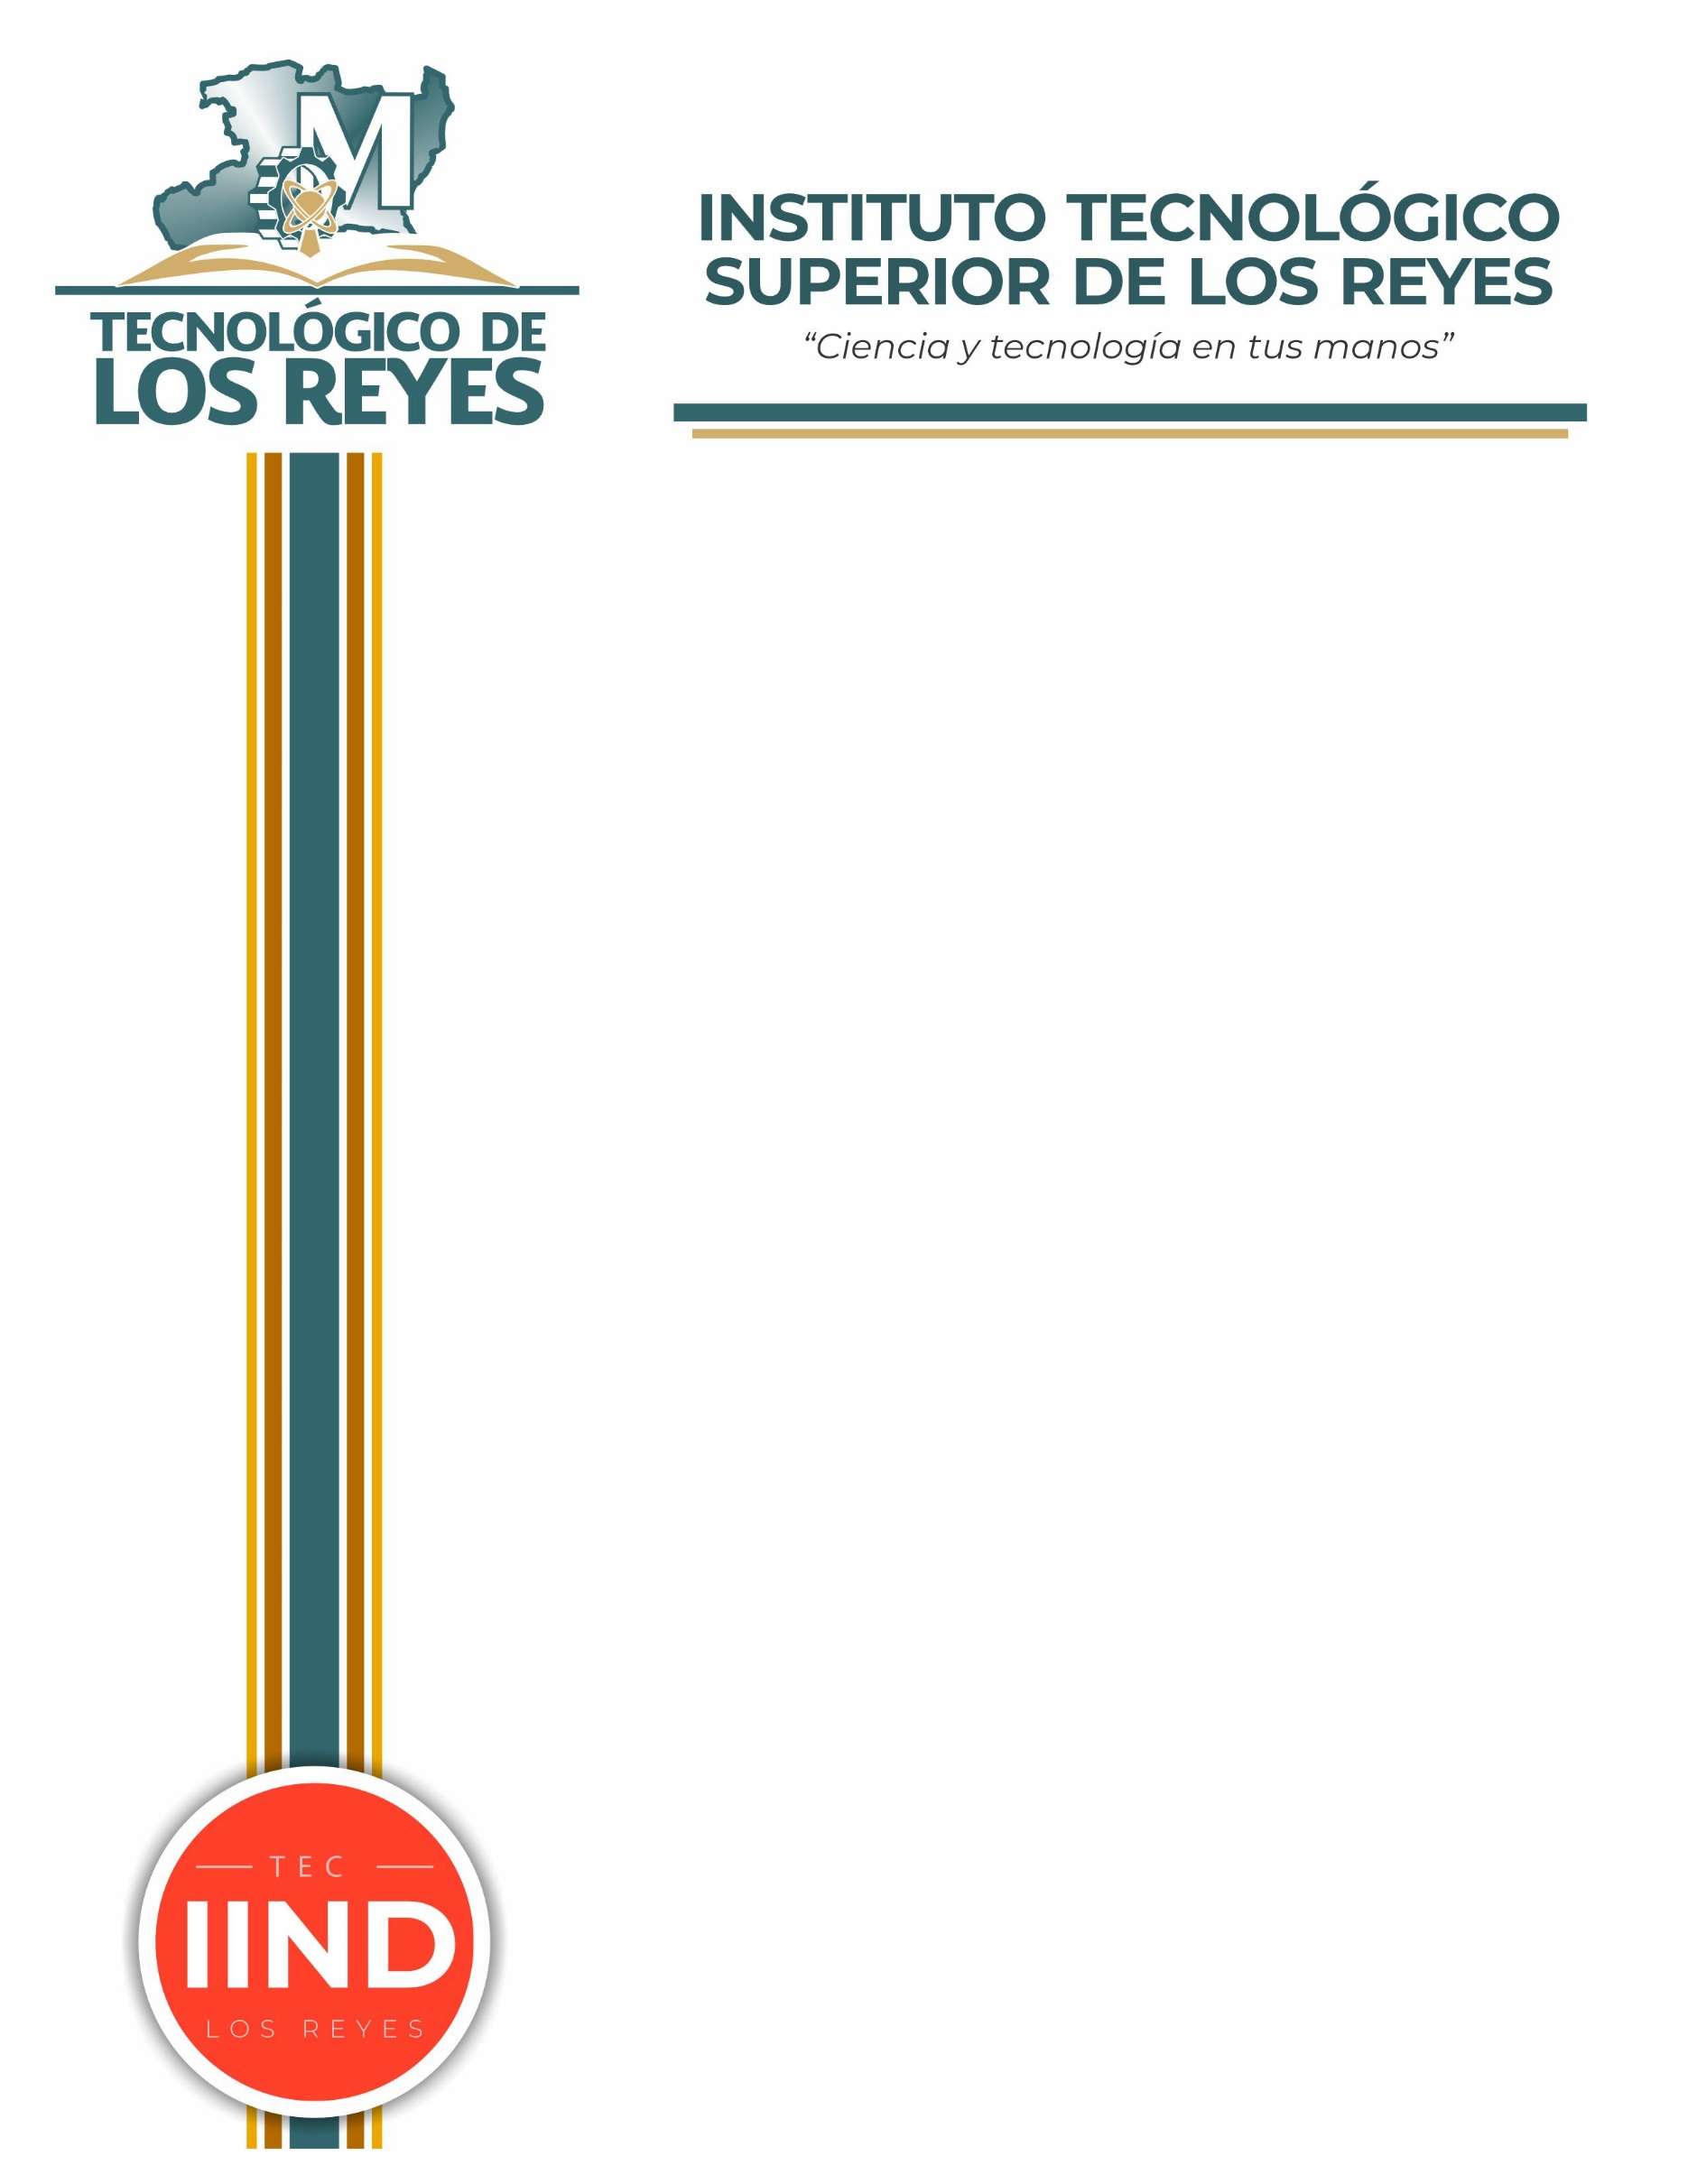 M
TECNOLÓGICO DE
LOS REYES
INSTITUTO TECNOLÓGICO
SUPERIOR DE LOS REYES
“Ciencia y tecnología en tus manos”
TEC
IIND
LOS REYES